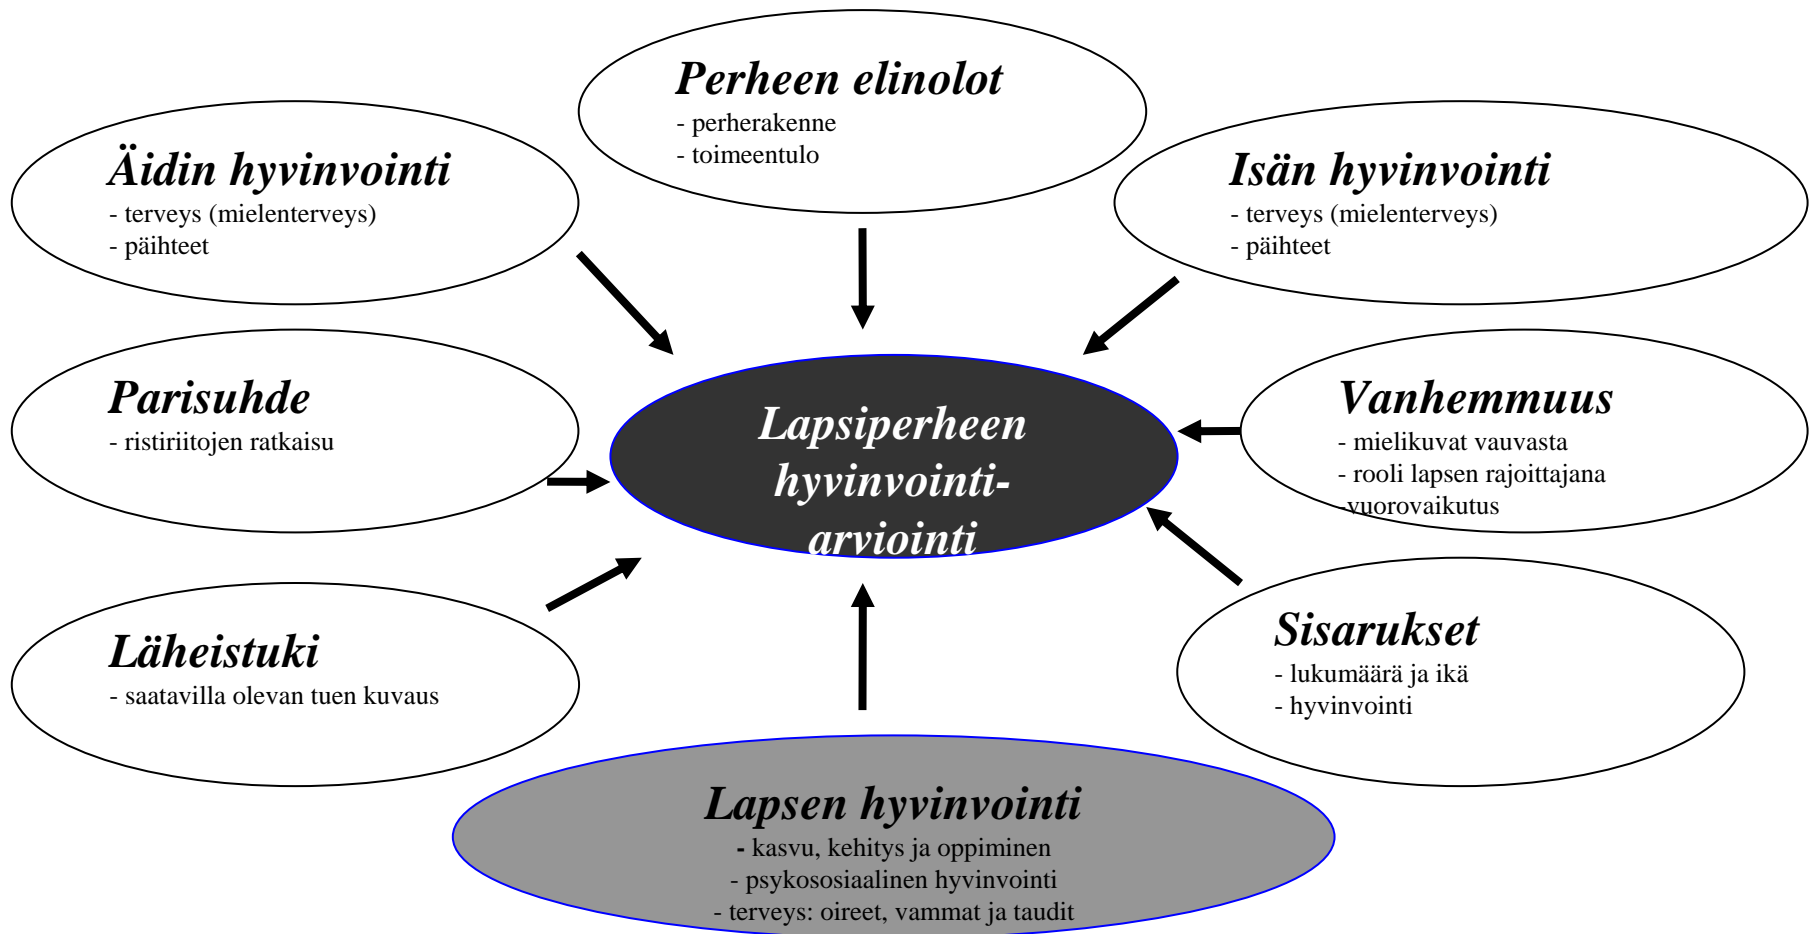 Perheen elinolot
- perherakenne
- toimeentulo
Äidin hyvinvointi
- terveys (mielenterveys)
- päihteet
Isän hyvinvointi
- terveys (mielenterveys)
- päihteet
Parisuhde
- ristiriitojen ratkaisu
Lapsiperheen
hyvinvointi-
arviointi
Vanhemmuus
- mielikuvat vauvasta
- rooli lapsen rajoittajana
-vuorovaikutus
Läheistuki
- saatavilla olevan tuen kuvaus
Sisarukset
- lukumäärä ja ikä
- hyvinvointi
Lapsen hyvinvointi
- kasvu, kehitys ja oppiminen
- psykososiaalinen hyvinvointi
- terveys: oireet, vammat ja taudit